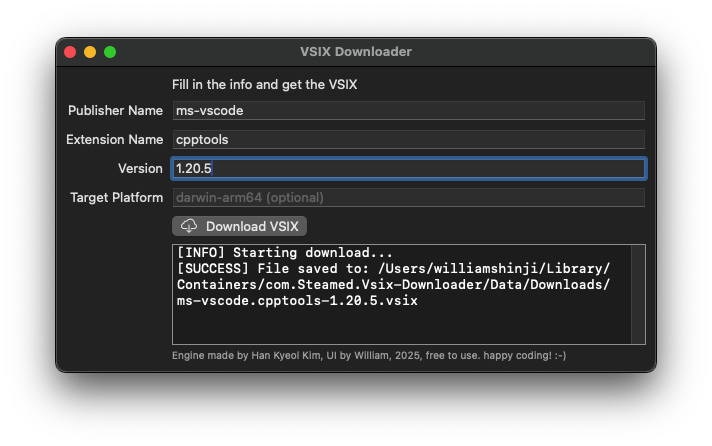 VSIX Downloader
Fill in the info and get the VSIX
Publisher Name ms-vscode
Extension Name cpptools
Version 1.20.5
Target Platform darwin-arm64 (optional)
Download VSIX
[INFO] Starting download...
[SUCCESS] File saved to: /Users/williamshinji/Library/
Containers/com.Steamed.Vsix-Downloader/Data/Downloads/
ms-vscode.cpptools-1.20.5.vsix
Engine made by Han Kyeol Kim, UI by William, 2025, free to use. happy coding! :-)